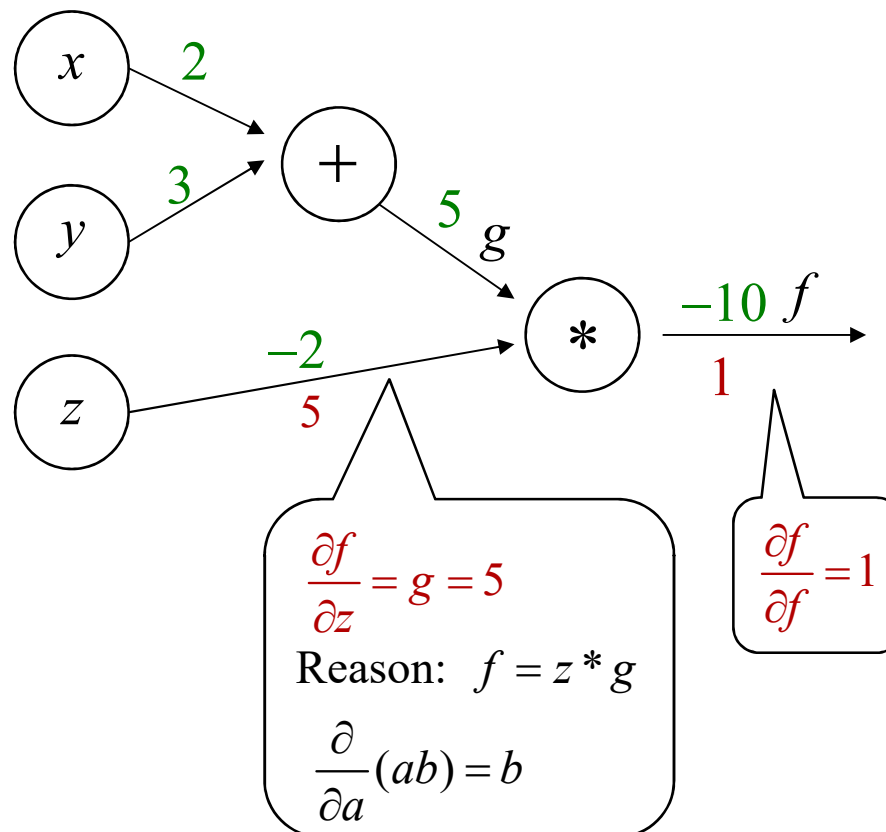 x
2
+
y
3
5
g
z
−2
5
*
−10 f
1
∂f/∂z = g = 5
Reason: f = z * g
∂/∂a (ab) = b
∂f/∂f = 1